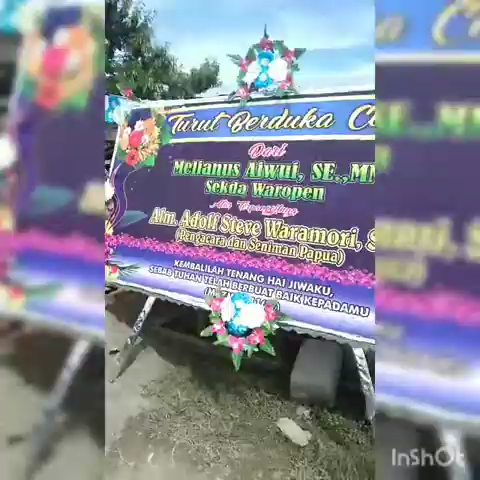 Turut Berduka
Dari
Melianus Aiwui, SE.,MM
Sekda Waropen
Atas
Alm. Adolf Steve Waramori, S
(Pengacara dan Seniman Papua)
KEMBALILAH TENANG HAI JIWAKU,
SEBAB TUHAN TELAH BERBUAT BAIK KEPADAMU
InShOt